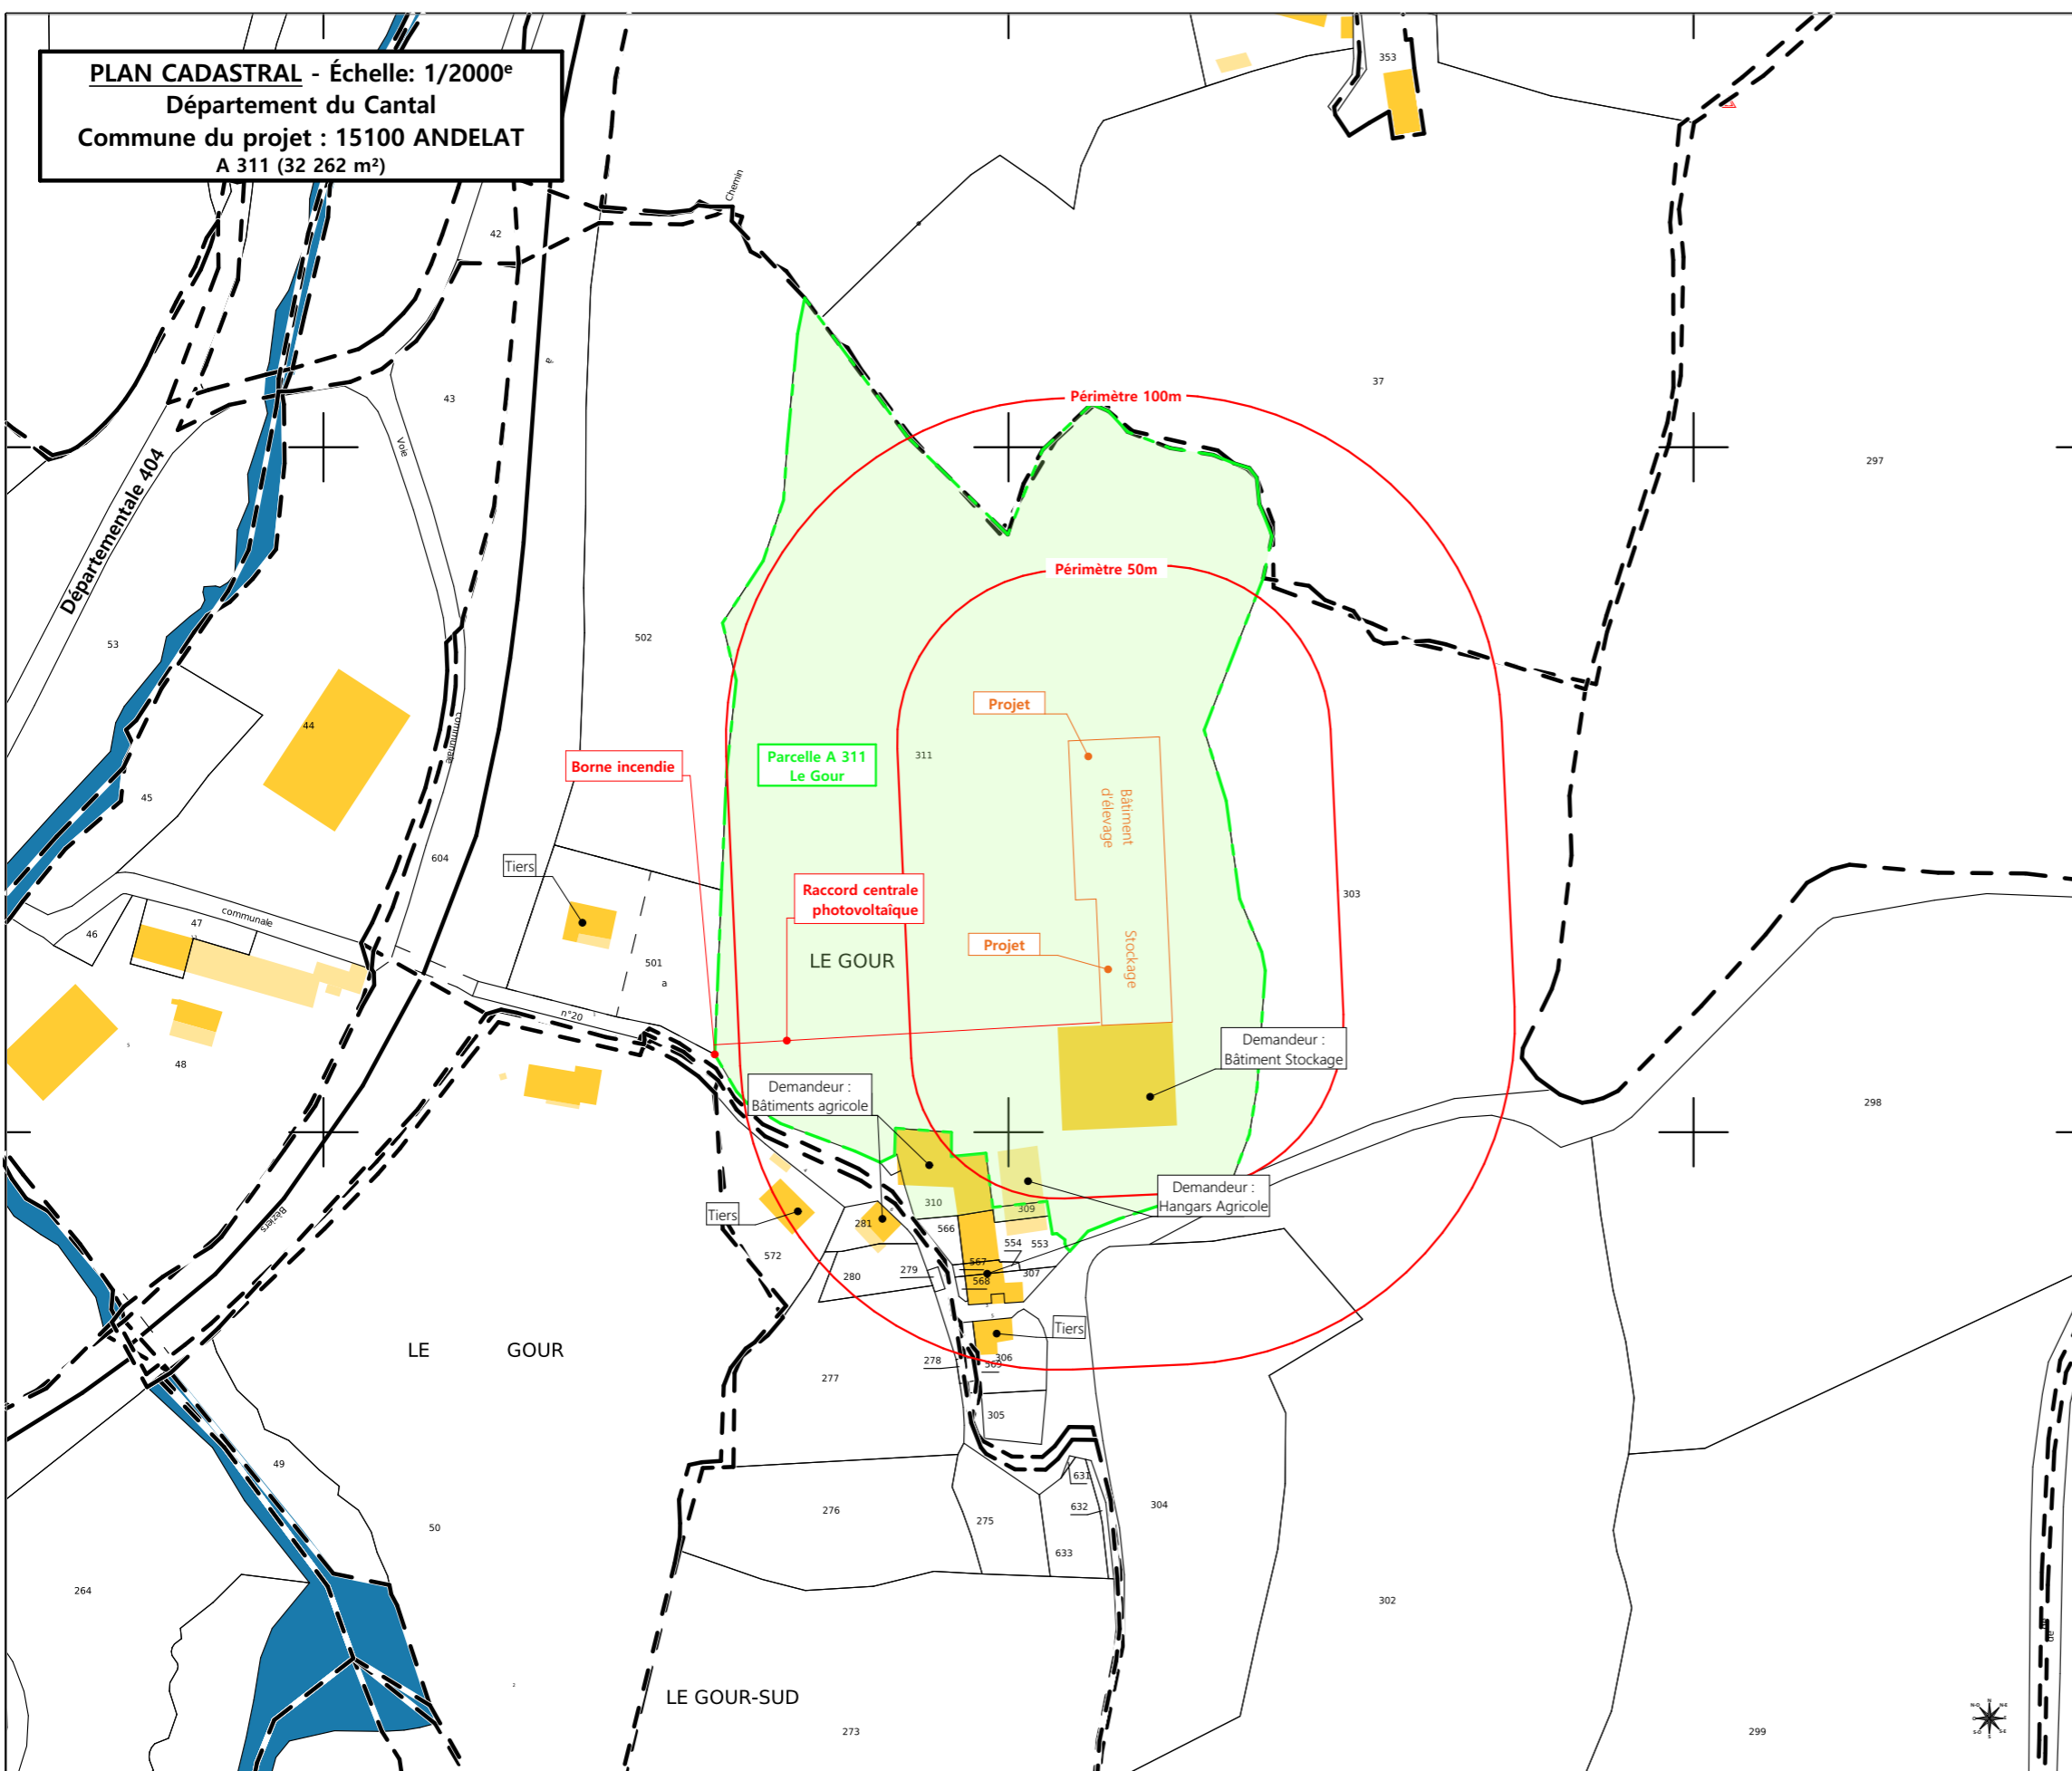 PLAN CADASTRAL - Échelle: 1/2000e
Département du Cantal
Commune du projet : 15100 ANDELAT
A 311 (32 262 m²)
353
Chemin
42
37
Périmètre 100m
43
Voie
297
Départementale 404
Périmètre 50m
53
502
communale
44
Projet
Parcelle A 311
Le Gour
311
Borne incendie
45
Bâtiment
d'élevage
604
Tiers
Raccord centrale
photovoltaïque
303
46
47
communale
Projet
Stockage
LE GOUR
501
a
n°20
48
Demandeur :
Bâtiment Stockage
Demandeur :
Bâtiments agricole
298
Demandeur :
Hangars Agricole
310
309
Tiers
281
566
Béziers
554
553
572
279
567
280
568
307
Tiers
LE GOUR
278
306
369
277
305
49
631
276
632
304
275
50
633
264
302
de
LE GOUR-SUD
273
299
N
N-O
N-E
O
E
S-O
S-E
S